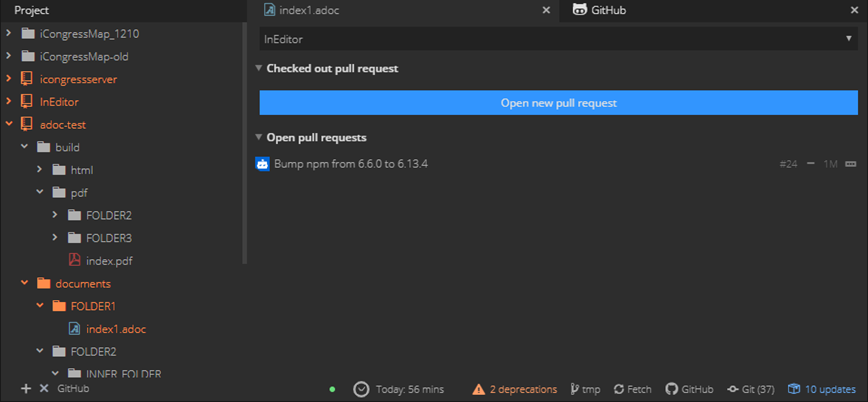 Project
iCongressMap_1210
iCongressMap-old
icongressserver
InEditor
adoc-test
build
html
pdf
FOLDER2
FOLDER3
index.pdf
documents
FOLDER1
index1.adoc
FOLDER2
INNER_FOLDER
GitHub
index1.adoc
GitHub
InEditor
Checked out pull request
Open new pull request
Open pull requests
Bump npm from 6.6.0 to 6.13.4 #24 1M
Today: 56 mins 2 deprecations tmp Fetch GitHub Git (37) 10 updates